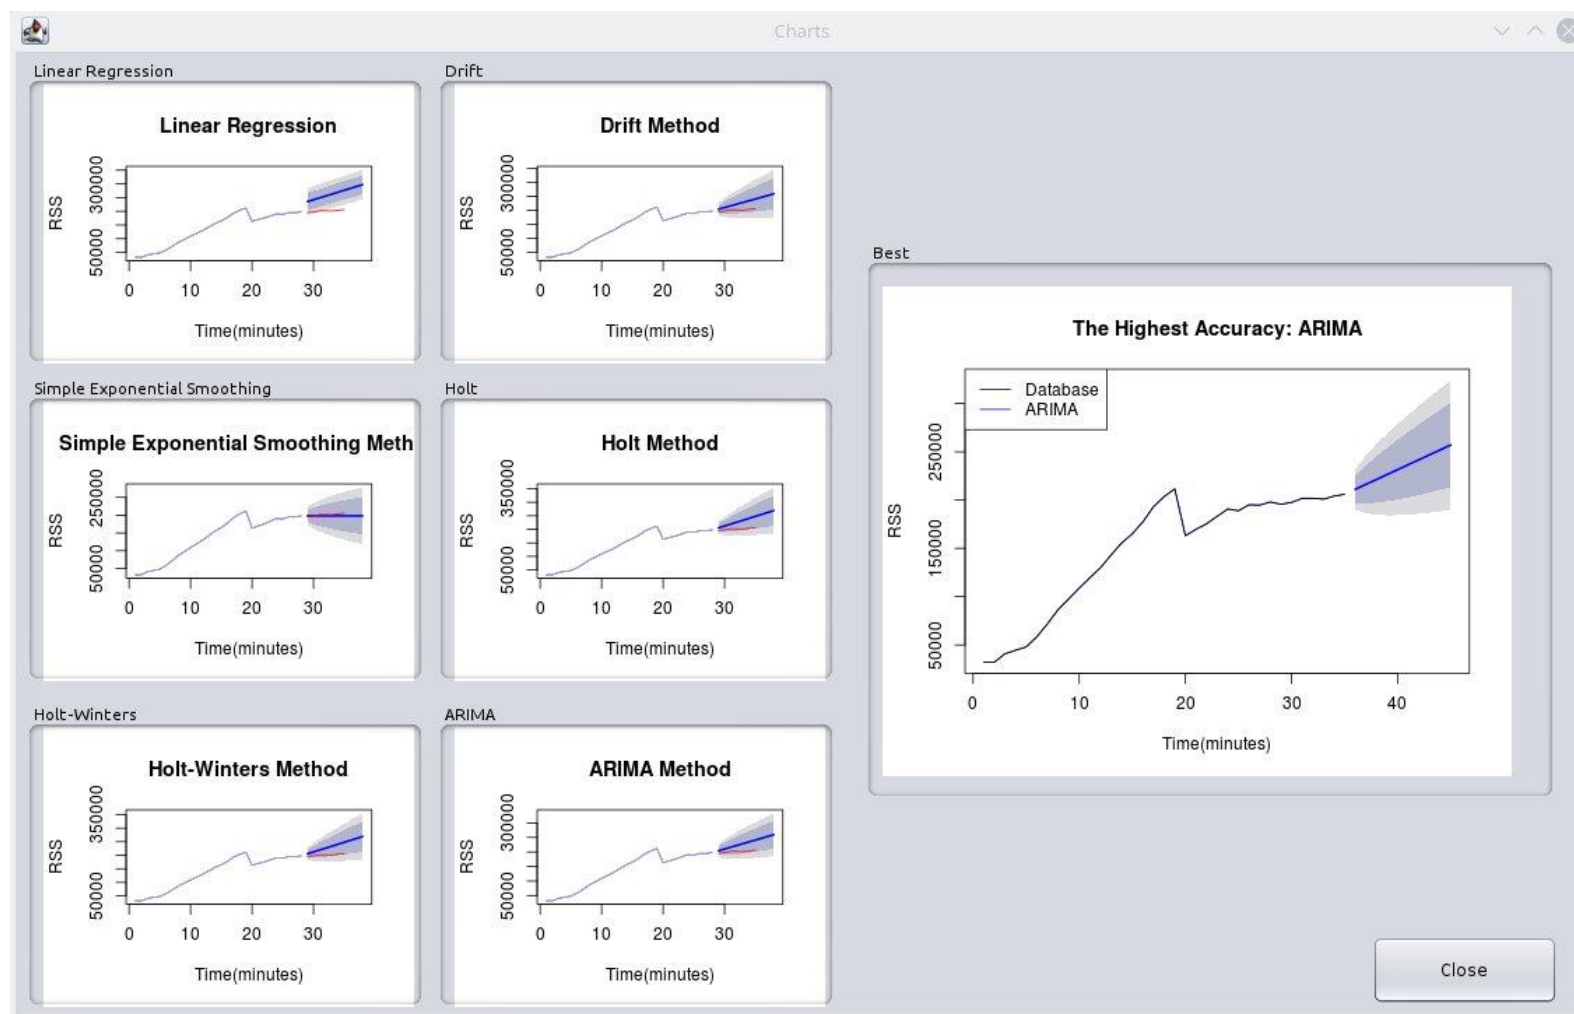 Charts
Linear Regression
Linear Regression
300000
50000
RSS
0 10 20 30
Time(minutes)
Drift
Drift Method
300000
50000
RSS
0 10 20 30
Time(minutes)
Simple Exponential Smoothing
Simple Exponential Smoothing Meth
250000
50000
RSS
0 10 20 30
Time(minutes)
Holt
Holt Method
350000
50000
RSS
0 10 20 30
Time(minutes)
Holt-Winters
Holt-Winters Method
350000
50000
RSS
0 10 20 30
Time(minutes)
ARIMA
ARIMA Method
300000
50000
RSS
0 10 20 30
Time(minutes)
Best
The Highest Accuracy: ARIMA
Database
ARIMA
250000
150000
50000
RSS
0 10 20 30 40
Time(minutes)
Close